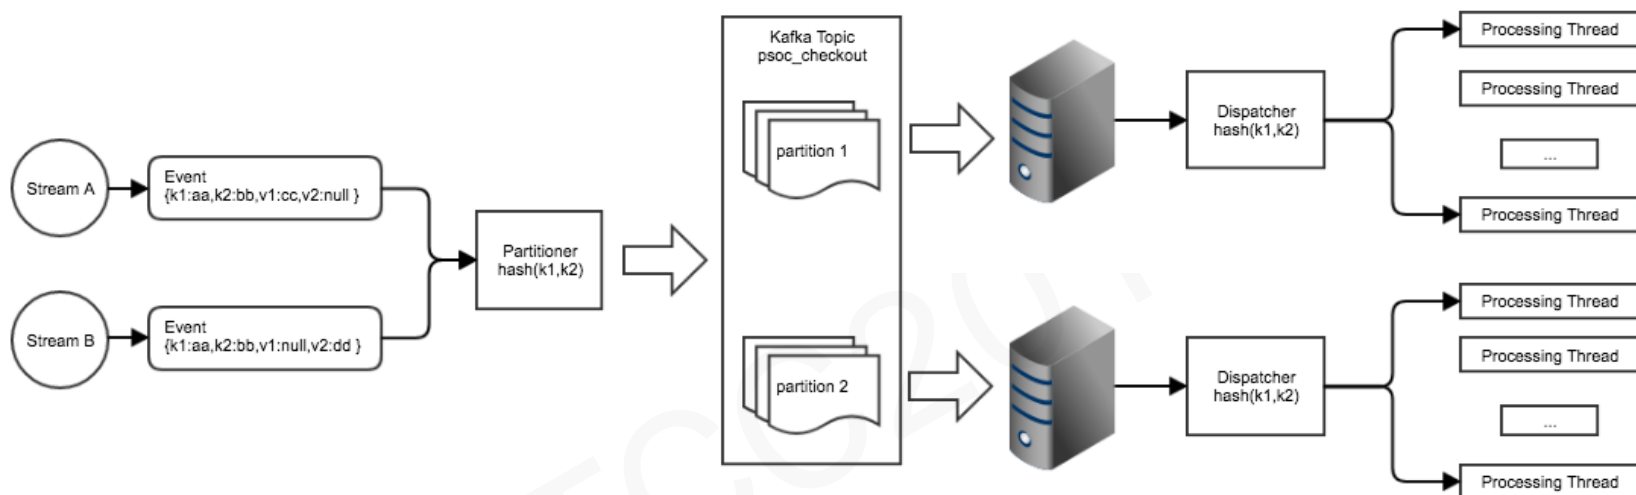 Stream A
Event
{k1:aa,k2:bb,v1:cc,v2:null }
Stream B
Event
{k1:aa,k2:bb,v1:null,v2:dd }
Partitioner
hash(k1,k2)
Kafka Topic
psoc_checkout
partition 1
partition 2
Dispatcher
hash(k1,k2)
Processing Thread
Processing Thread
...
Processing Thread
Dispatcher
hash(k1,k2)
Processing Thread
Processing Thread
...
Processing Thread